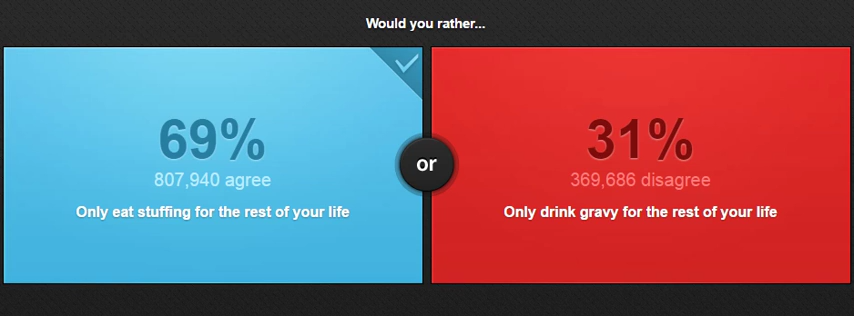 Would you rather...
69%
807,940 agree
Only eat stuffing for the rest of your life
or
31%
369,686 disagree
Only drink gravy for the rest of your life